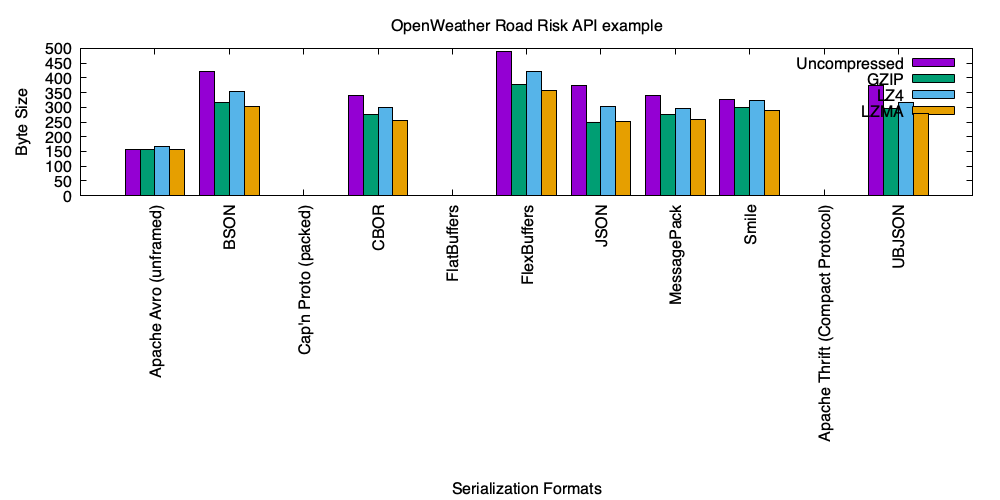 OpenWeather Road Risk API example
500
450
400
350
300
250
200
150
100
50
0
Byte Size
Uncompressed
GZIP
LZ4
LZMA
Apache Avro (unframed)
BSON
Cap'n Proto (packed)
CBOR
FlatBuffers
FlexBuffers
JSON
MessagePack
Smile
Apache Thrift (Compact Protocol)
UBJSON
Serialization Formats